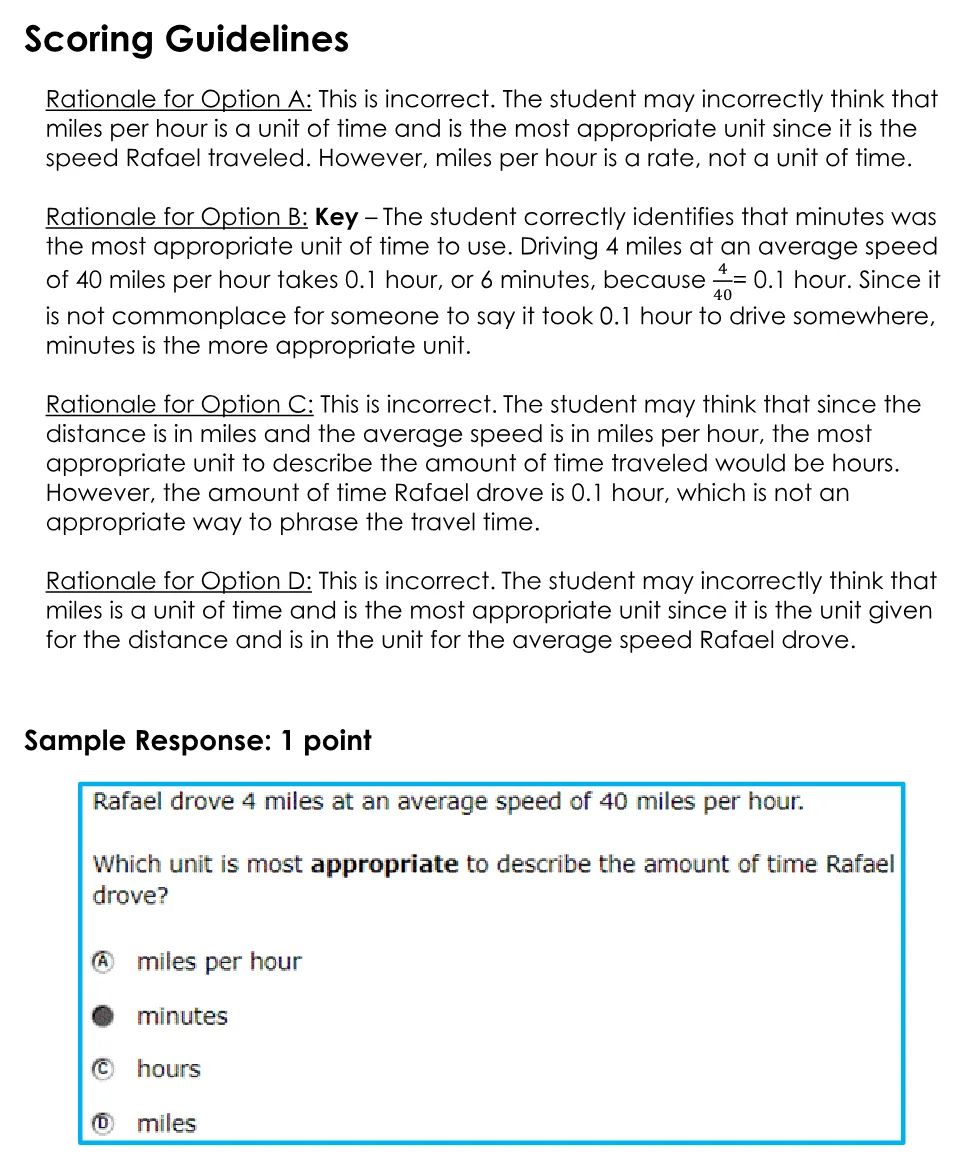 Scoring Guidelines
Rationale for Option A: This is incorrect. The student may incorrectly think that
miles per hour is a unit of time and is the most appropriate unit since it is the
speed Rafael traveled. However, miles per hour is a rate, not a unit of time.
Rationale for Option B: Key – The student correctly identifies that minutes was
the most appropriate unit of time to use. Driving 4 miles at an average speed
of 40 miles per hour takes 0.1 hour, or 6 minutes, because 4/40 = 0.1 hour. Since it
is not commonplace for someone to say it took 0.1 hour to drive somewhere,
minutes is the more appropriate unit.
Rationale for Option C: This is incorrect. The student may think that since the
distance is in miles and the average speed is in miles per hour, the most
appropriate unit to describe the amount of time traveled would be hours.
However, the amount of time Rafael drove is 0.1 hour, which is not an
appropriate way to phrase the travel time.
Rationale for Option D: This is incorrect. The student may incorrectly think that
miles is a unit of time and is the most appropriate unit since it is the unit given
for the distance and is in the unit for the average speed Rafael drove.
Sample Response: 1 point
Rafael drove 4 miles at an average speed of 40 miles per hour.
Which unit is most appropriate to describe the amount of time Rafael
drove?
A miles per hour
minutes
C hours
D miles